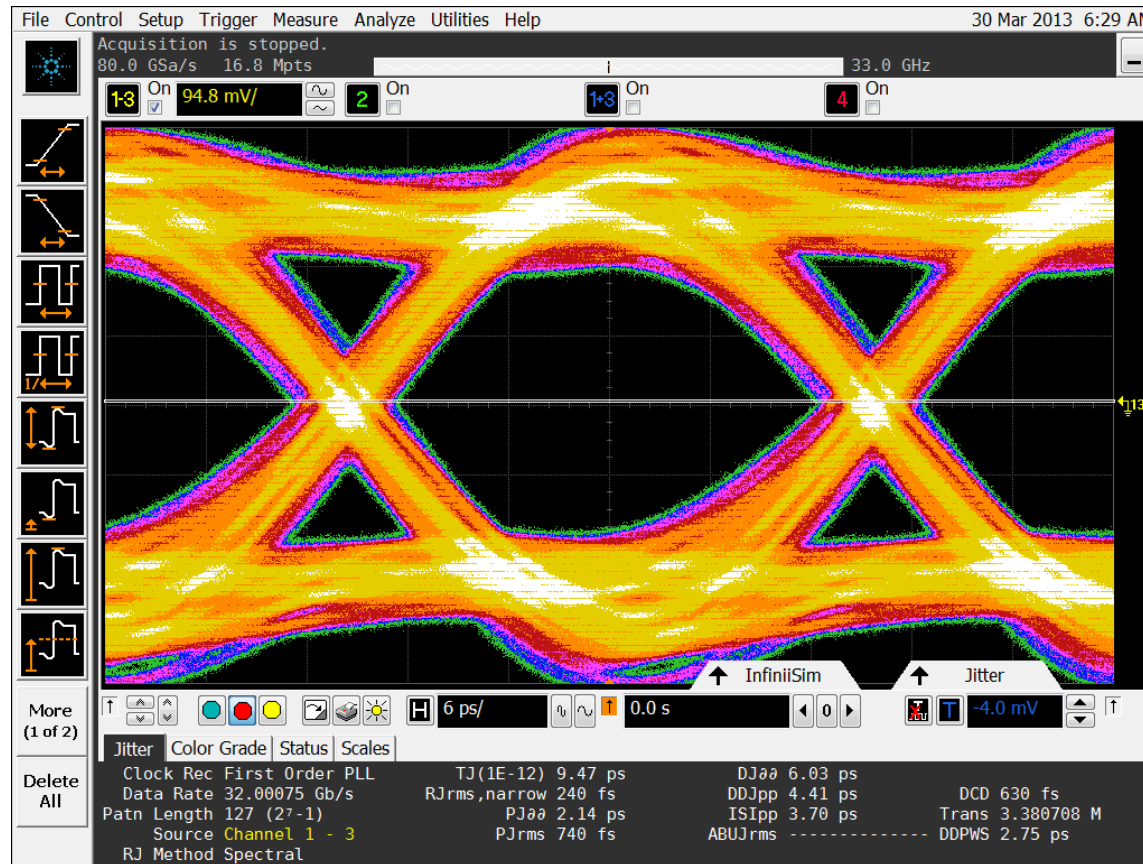 File Control Setup Trigger Measure Analyze Utilities Help 30 Mar 2013 6:29 AM
Acquisition is stopped.
80.0 GSa/s 16.8 Mpts 33.0 GHz
1-3 On 94.8 mV/ 2 On 1+3 On 4 On
13
1/
InfiniiSim Jitter
More
(1 of 2)
H 6 ps/ T 0.0 s 0 T -4.0 mV
Jitter Color Grade Status Scales
Delete
All
Clock Rec First Order PLL TJ(1E-12) 9.47 ps DJ∂∂ 6.03 ps
Data Rate 32.00075 Gb/s RJrms,narrow 240 fs DDJpp 4.41 ps DCD 630 fs
Patn Length 127 (2⁷-1) PJ∂∂ 2.14 ps ISIpp 3.70 ps Trans 3.380708 M
Source Channel 1 - 3 PJrms 740 fs ABUJrms -------------- DDPWS 2.75 ps
RJ Method Spectral